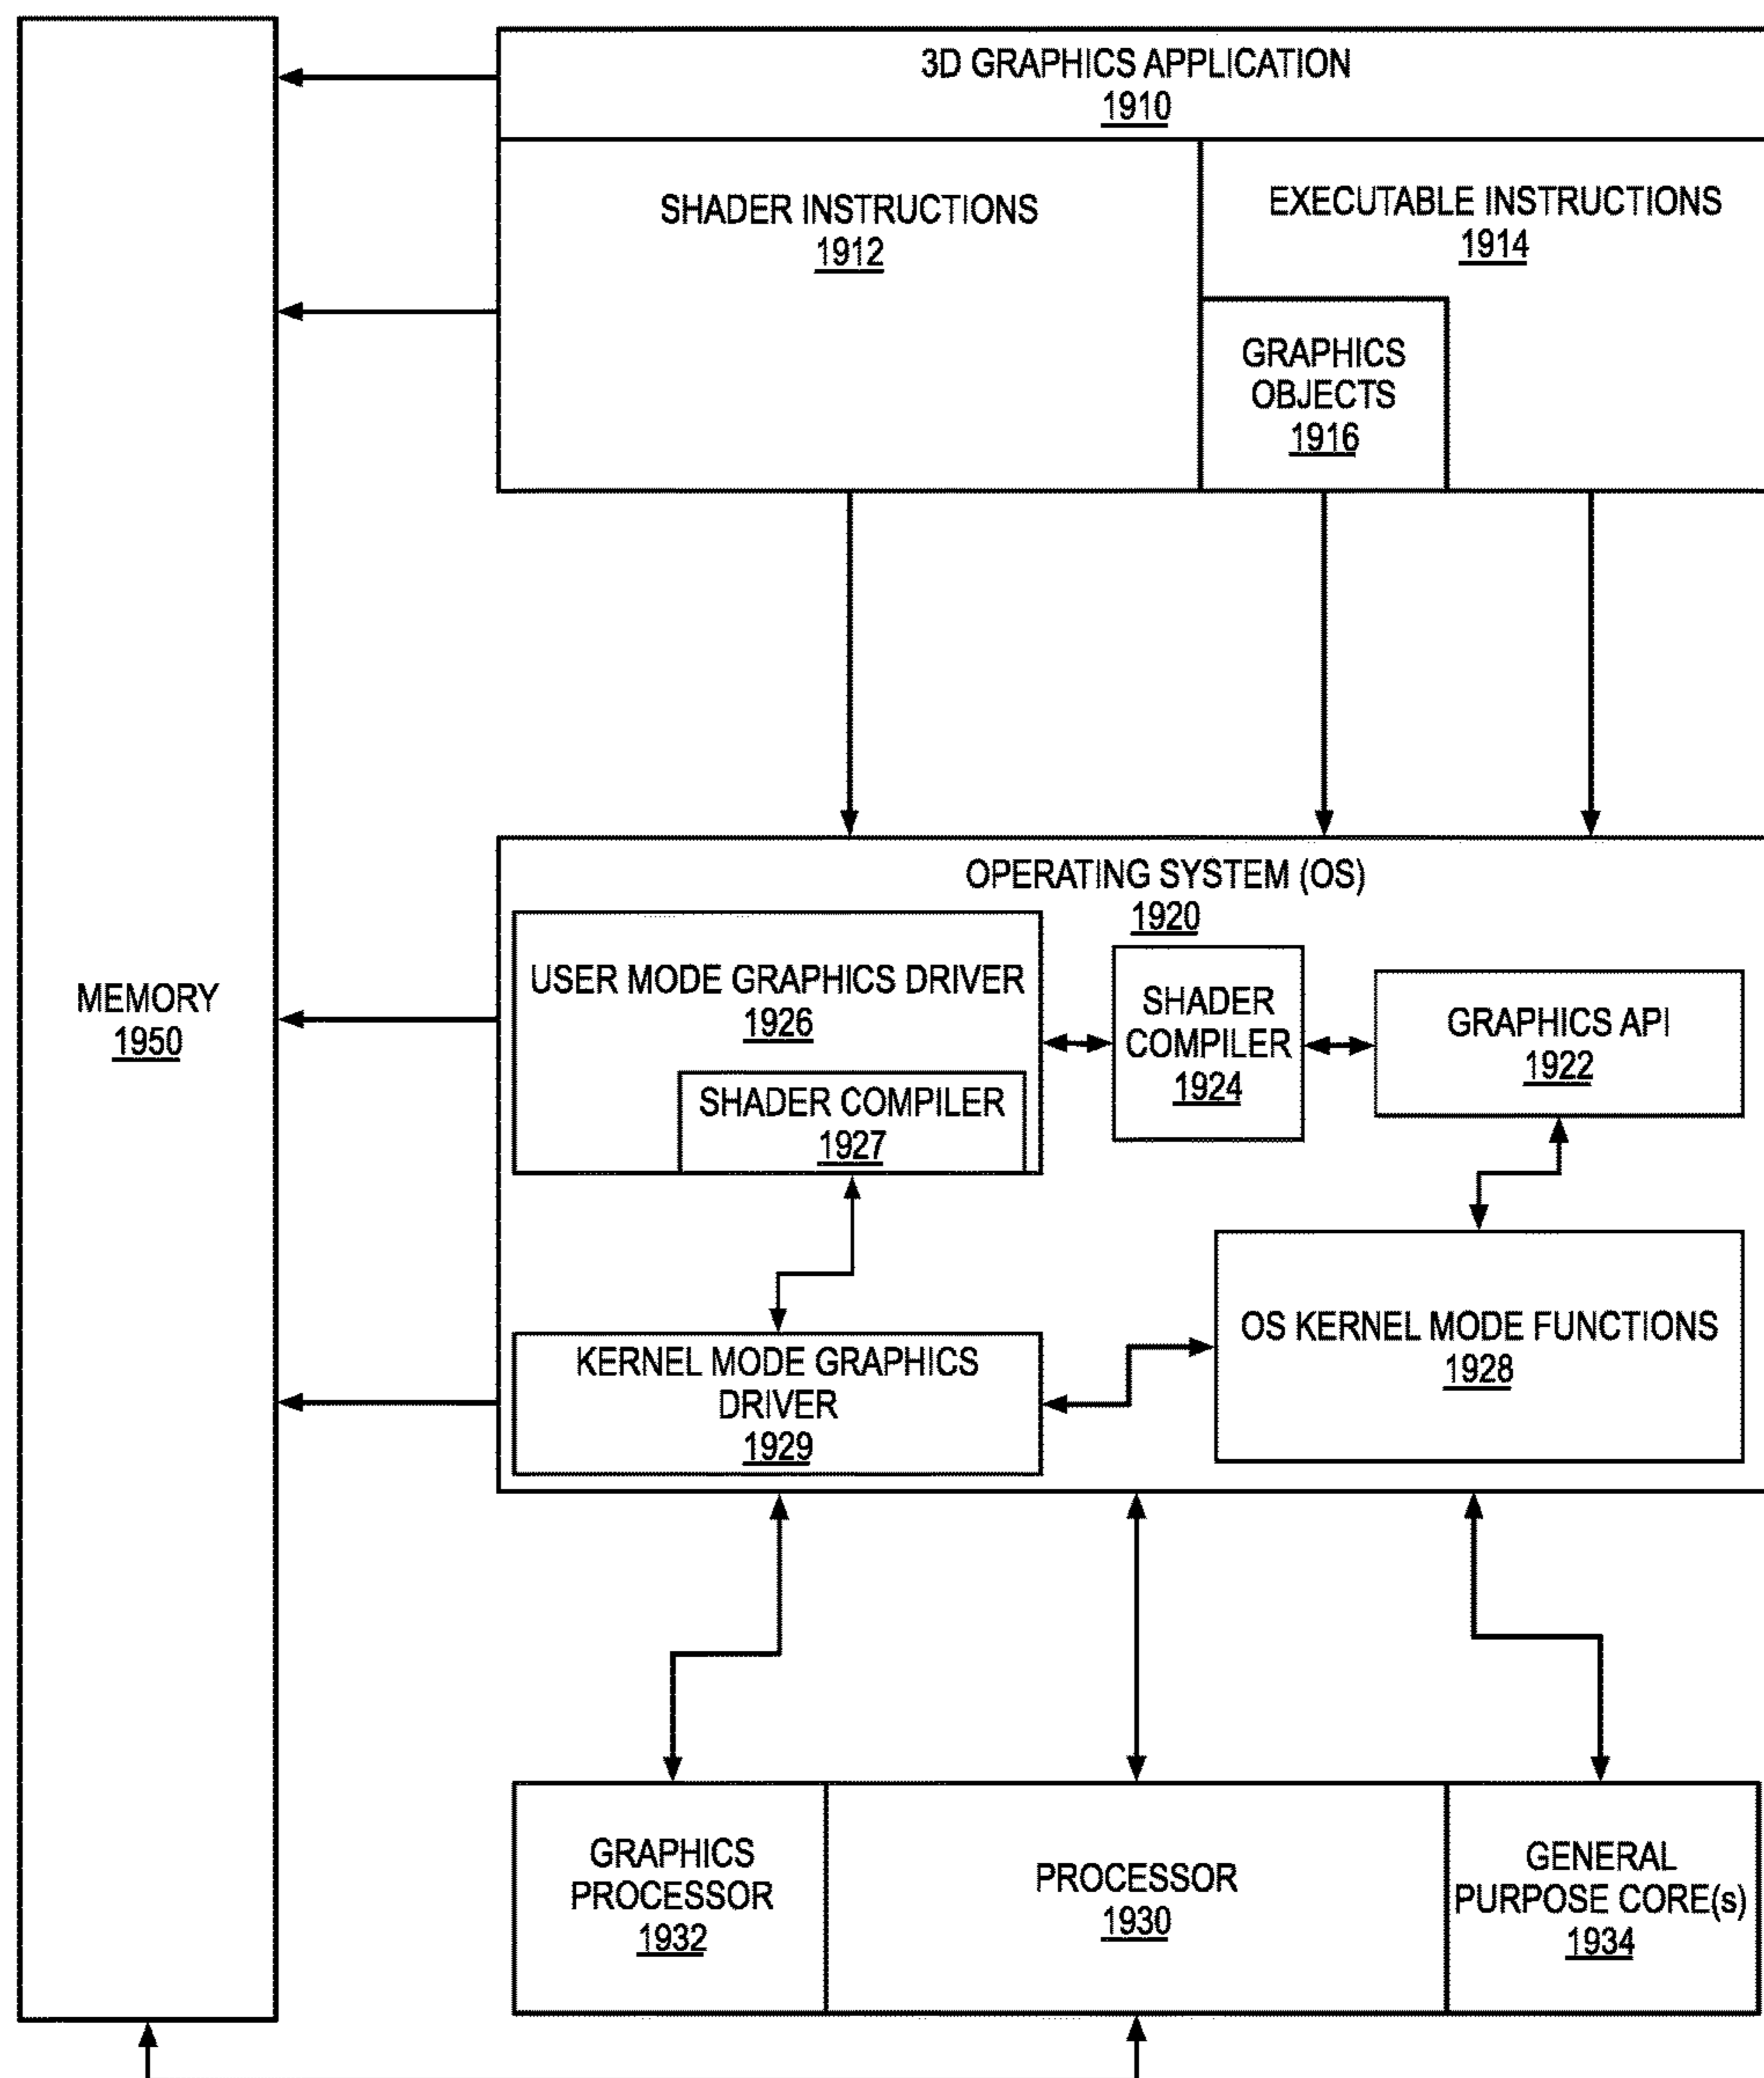 3D GRAPHICS APPLICATION
1910
SHADER INSTRUCTIONS
1912
EXECUTABLE INSTRUCTIONS
1914
GRAPHICS
OBJECTS
1916
OPERATING SYSTEM (OS)
1920
USER MODE GRAPHICS DRIVER
1926
SHADER COMPILER
1927
SHADER
COMPILER
1924
GRAPHICS API
1922
MEMORY
1950
KERNEL MODE GRAPHICS
DRIVER
1929
OS KERNEL MODE FUNCTIONS
1928
GRAPHICS
PROCESSOR
1932
PROCESSOR
1930
GENERAL
PURPOSE CORE(s)
1934